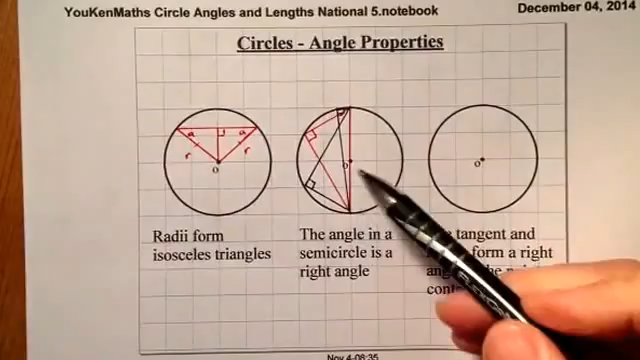 YouKenMaths Circle Angles and Lengths National 5.notebook
December 04, 2014
Circles - Angle Properties
a a
r r
o
o
o
Radii form
isosceles triangles
The angle in a
semicircle is a
right angle
tangent and
form a right
Nov 4-08:35